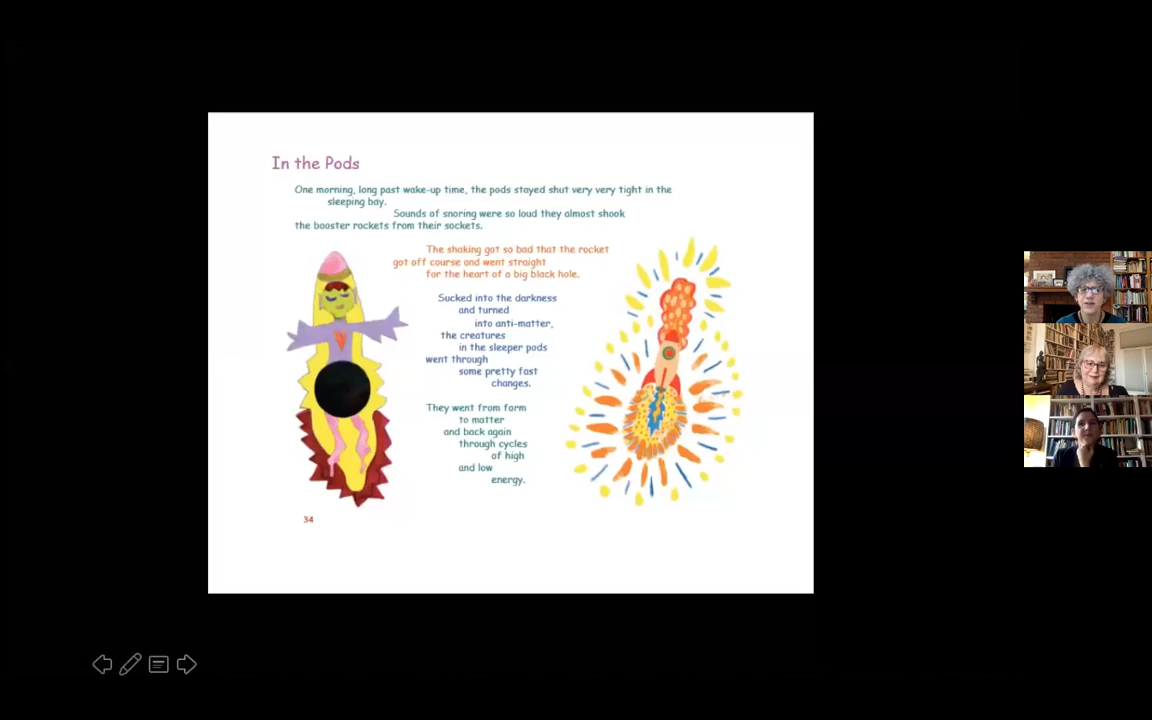 In the Pods
One morning, long past wake-up time, the pods stayed shut very very tight in the
sleeping bay.
Sounds of snoring were so loud they almost shook
the booster rockets from their sockets.
The shaking got so bad that the rocket
got off course and went straight
for the heart of a big black hole.
Sucked into the darkness
and turned
into anti-matter,
the creatures
in the sleeper pods
went through
some pretty fast
changes.
They went from form
to matter
and back again
through cycles
of high
and low
energy.
34